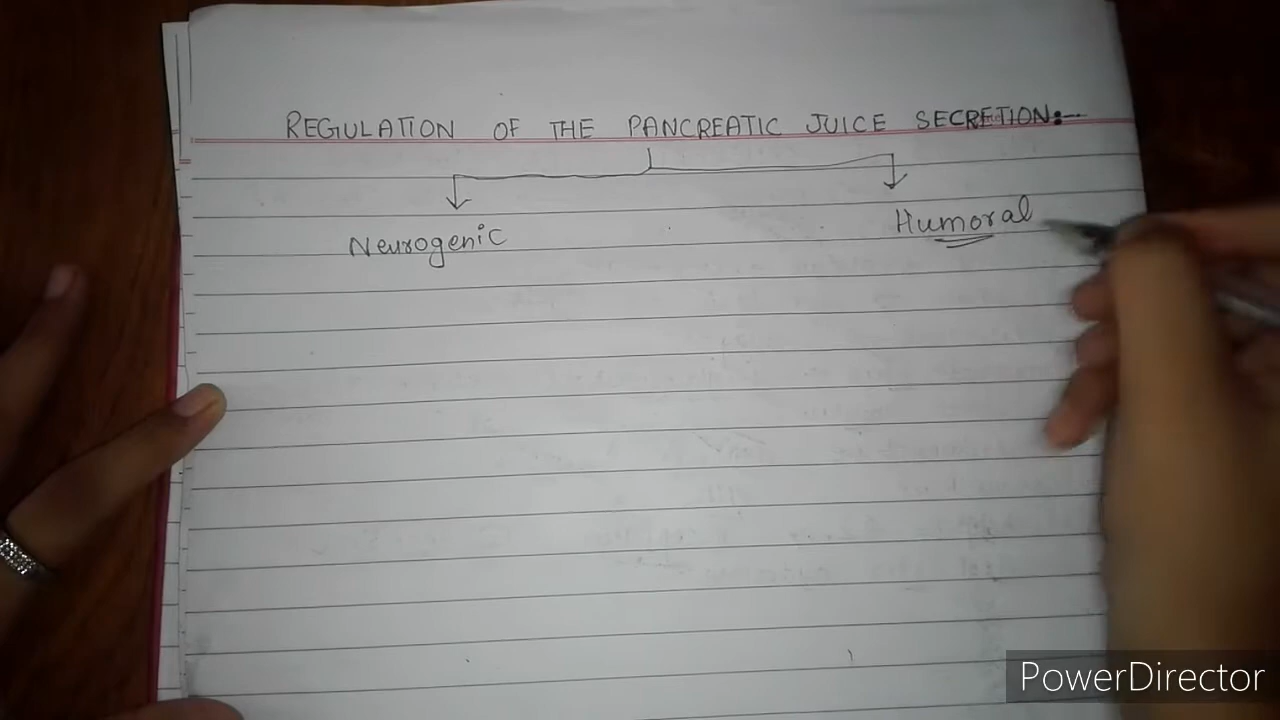 REGULATION OF THE PANCREATIC JUICE SECRETION:-
Neurogenic
Humoral
PowerDirector